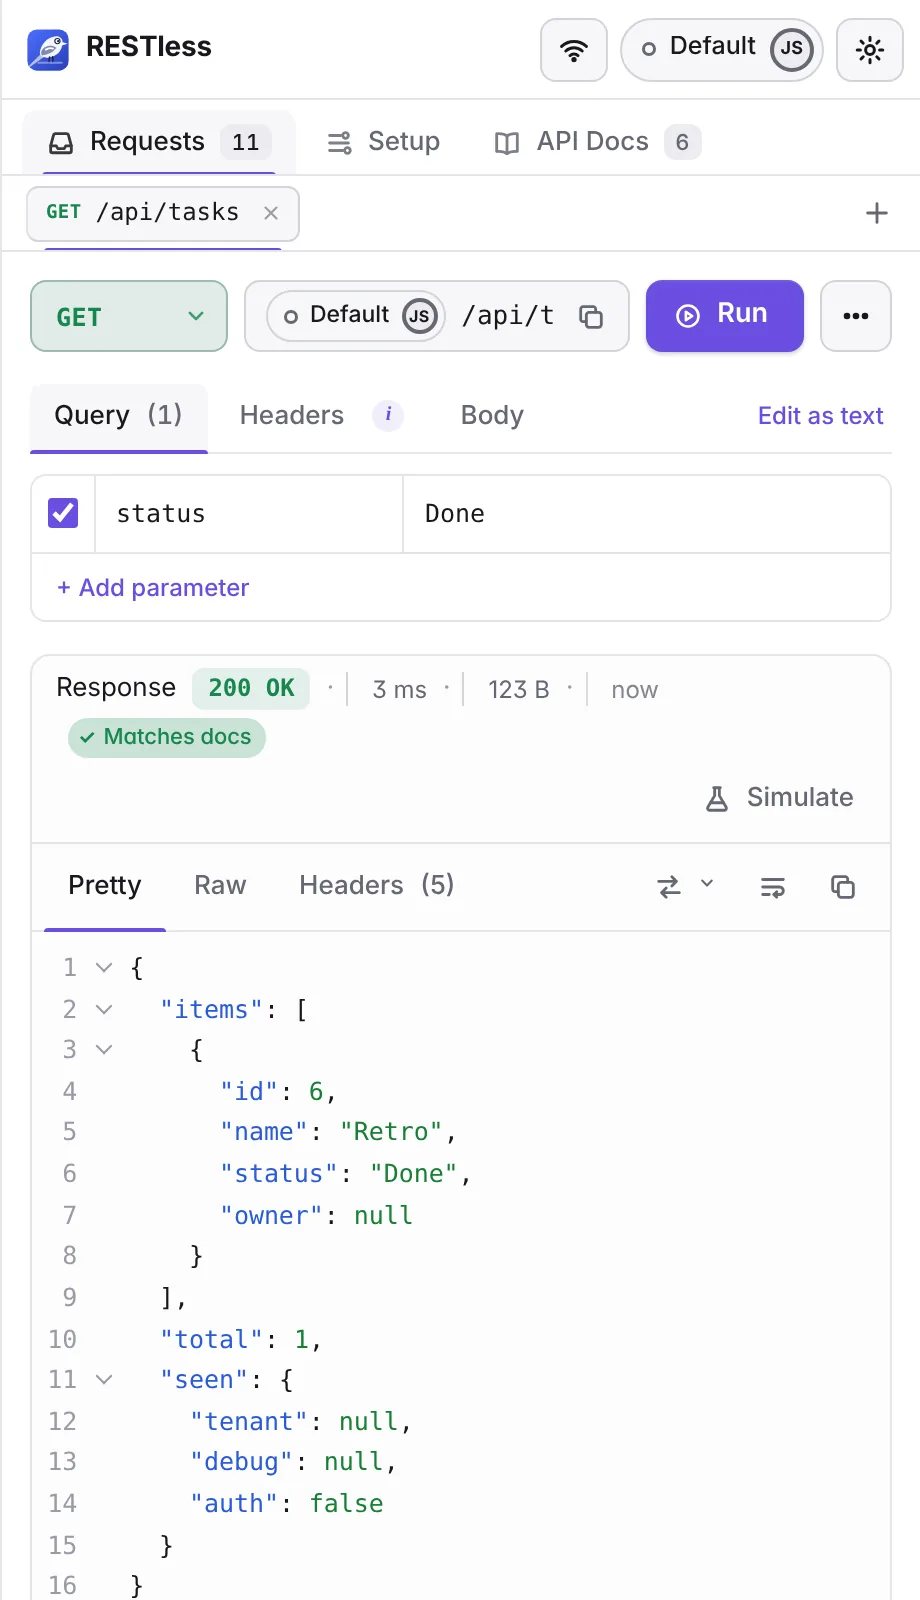 RESTless
Default JS
Requests 11
Setup
API Docs 6
GET /api/tasks ×
+
GET
Default JS /api/t
Run
Query (1)
Headers i
Body
Edit as text
status
Done
+ Add parameter
Response 200 OK · 3 ms · 123 B · now
✓ Matches docs
Simulate
Pretty
Raw
Headers (5)
1 {
2 "items": [
3 {
4 "id": 6,
5 "name": "Retro",
6 "status": "Done",
7 "owner": null
8 }
9 ],
10 "total": 1,
11 "seen": {
12 "tenant": null,
13 "debug": null,
14 "auth": false
15 }
16 }